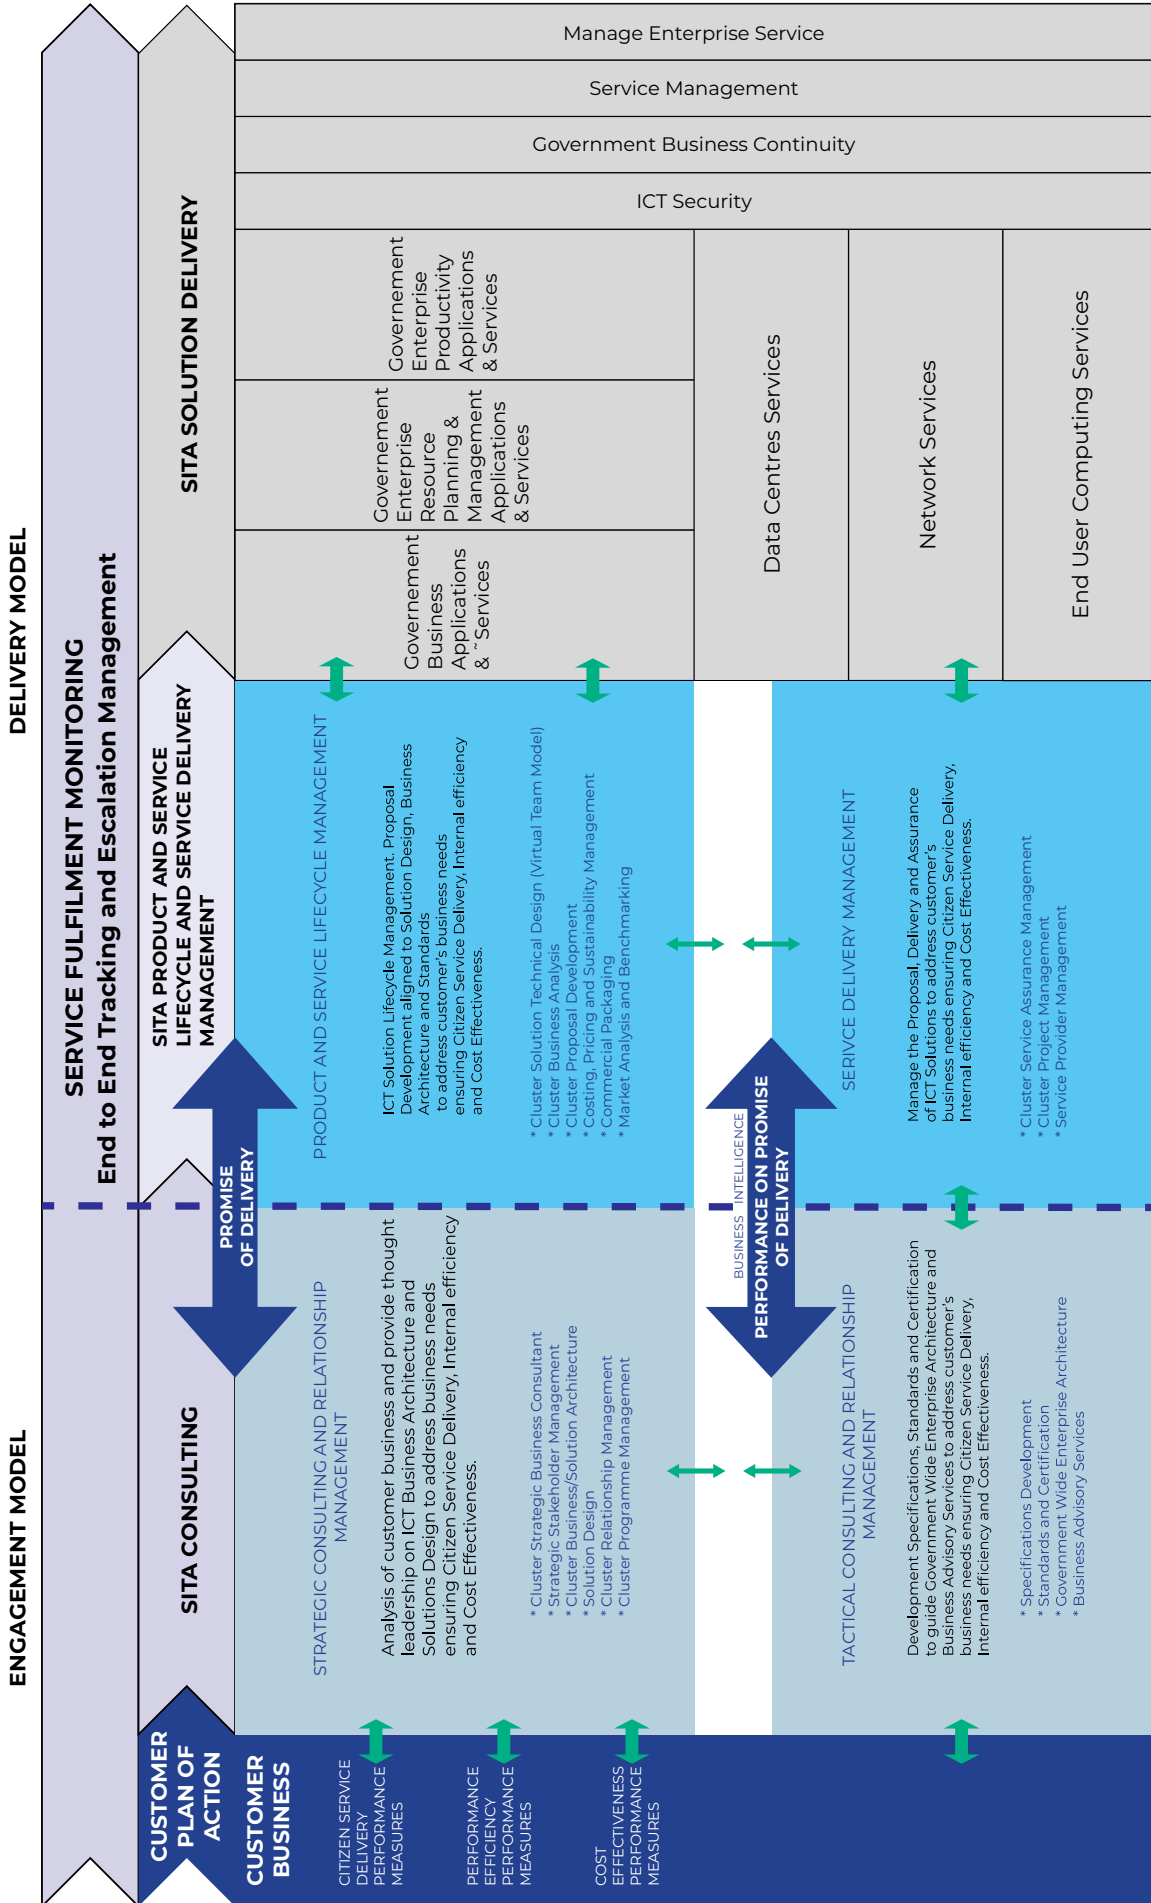 ENGAGEMENT MODEL
DELIVERY MODEL
SERVICE FULFILMENT MONITORING
End to End Tracking and Escalation Management
CUSTOMER
PLAN OF
ACTION
SITA CONSULTING
SITA PRODUCT AND SERVICE
LIFECYCLE AND SERVICE DELIVERY
MANAGEMENT
SITA SOLUTION DELIVERY
CUSTOMER
BUSINESS
CITIZEN SERVICE
DELIVERY
PERFORMANCE
MEASURES
PERFORMANCE
EFFICIENCY
PERFORMANCE
MEASURES
COST
EFFECTIVENESS
PERFORMANCE
MEASURES
PROMISE
OF DELIVERY
STRATEGIC CONSULTING AND RELATIONSHIP
MANAGEMENT
Analysis of customer business and provide thought
leadership on ICT Business Architecture and
Solutions Design to address business needs
ensuring Citizen Service Delivery, Internal efficiency
and Cost Effectiveness.
* Cluster Strategic Business Consultant
* Strategic Stakeholder Management
* Cluster Business/Solution Architecture
* Solution Design
* Cluster Relationship Management
* Cluster Programme Management
PRODUCT AND SERVICE LIFECYCLE MANAGEMENT
ICT Solution Lifecycle Management. Proposal
Development aligned to Solution Design, Business
Architecture and Standards
to address customer's business needs
ensuring Citizen Service Delivery, Internal efficiency
and Cost Effectiveness.
* Cluster Solution Technical Design (Virtual Team Model)
* Cluster Business Analysis
* Cluster Proposal Development
* Costing, Pricing and Sustainability Management
* Commercial Packaging
* Market Analysis and Benchmarking
BUSINESS INTELLIGENCE
PERFORMANCE ON PROMISE
OF DELIVERY
TACTICAL CONSULTING AND RELATIONSHIP
MANAGEMENT
Development Specifications, Standards and Certification
to guide Government Wide Enterprise Architecture and
Business Advisory Services to address customer's
business needs ensuring Citizen Service Delivery,
Internal efficiency and Cost Effectiveness.
* Specifications Development
* Standards and Certification
* Government Wide Enterprise Architecture
* Business Advisory Services
SERIVCE DELIVERY MANAGEMENT
Manage the Proposal, Delivery and Assurance
of ICT Solutions to address customer's
business needs ensuring Citizen Service Delivery,
Internal efficiency and Cost Effectiveness.
* Cluster Service Assurance Management
* Cluster Project Management
* Service Provider Management
Governement
Business
Applications
& ~ Services
Governement
Enterprise
Resource
Planning &
Management
Applications
& Services
Governement
Enterprise
Productivity
Applications
& Services
Data Centres Services
Network Services
End User Computing Services
ICT Security
Government Business Continuity
Service Management
Manage Enterprise Service